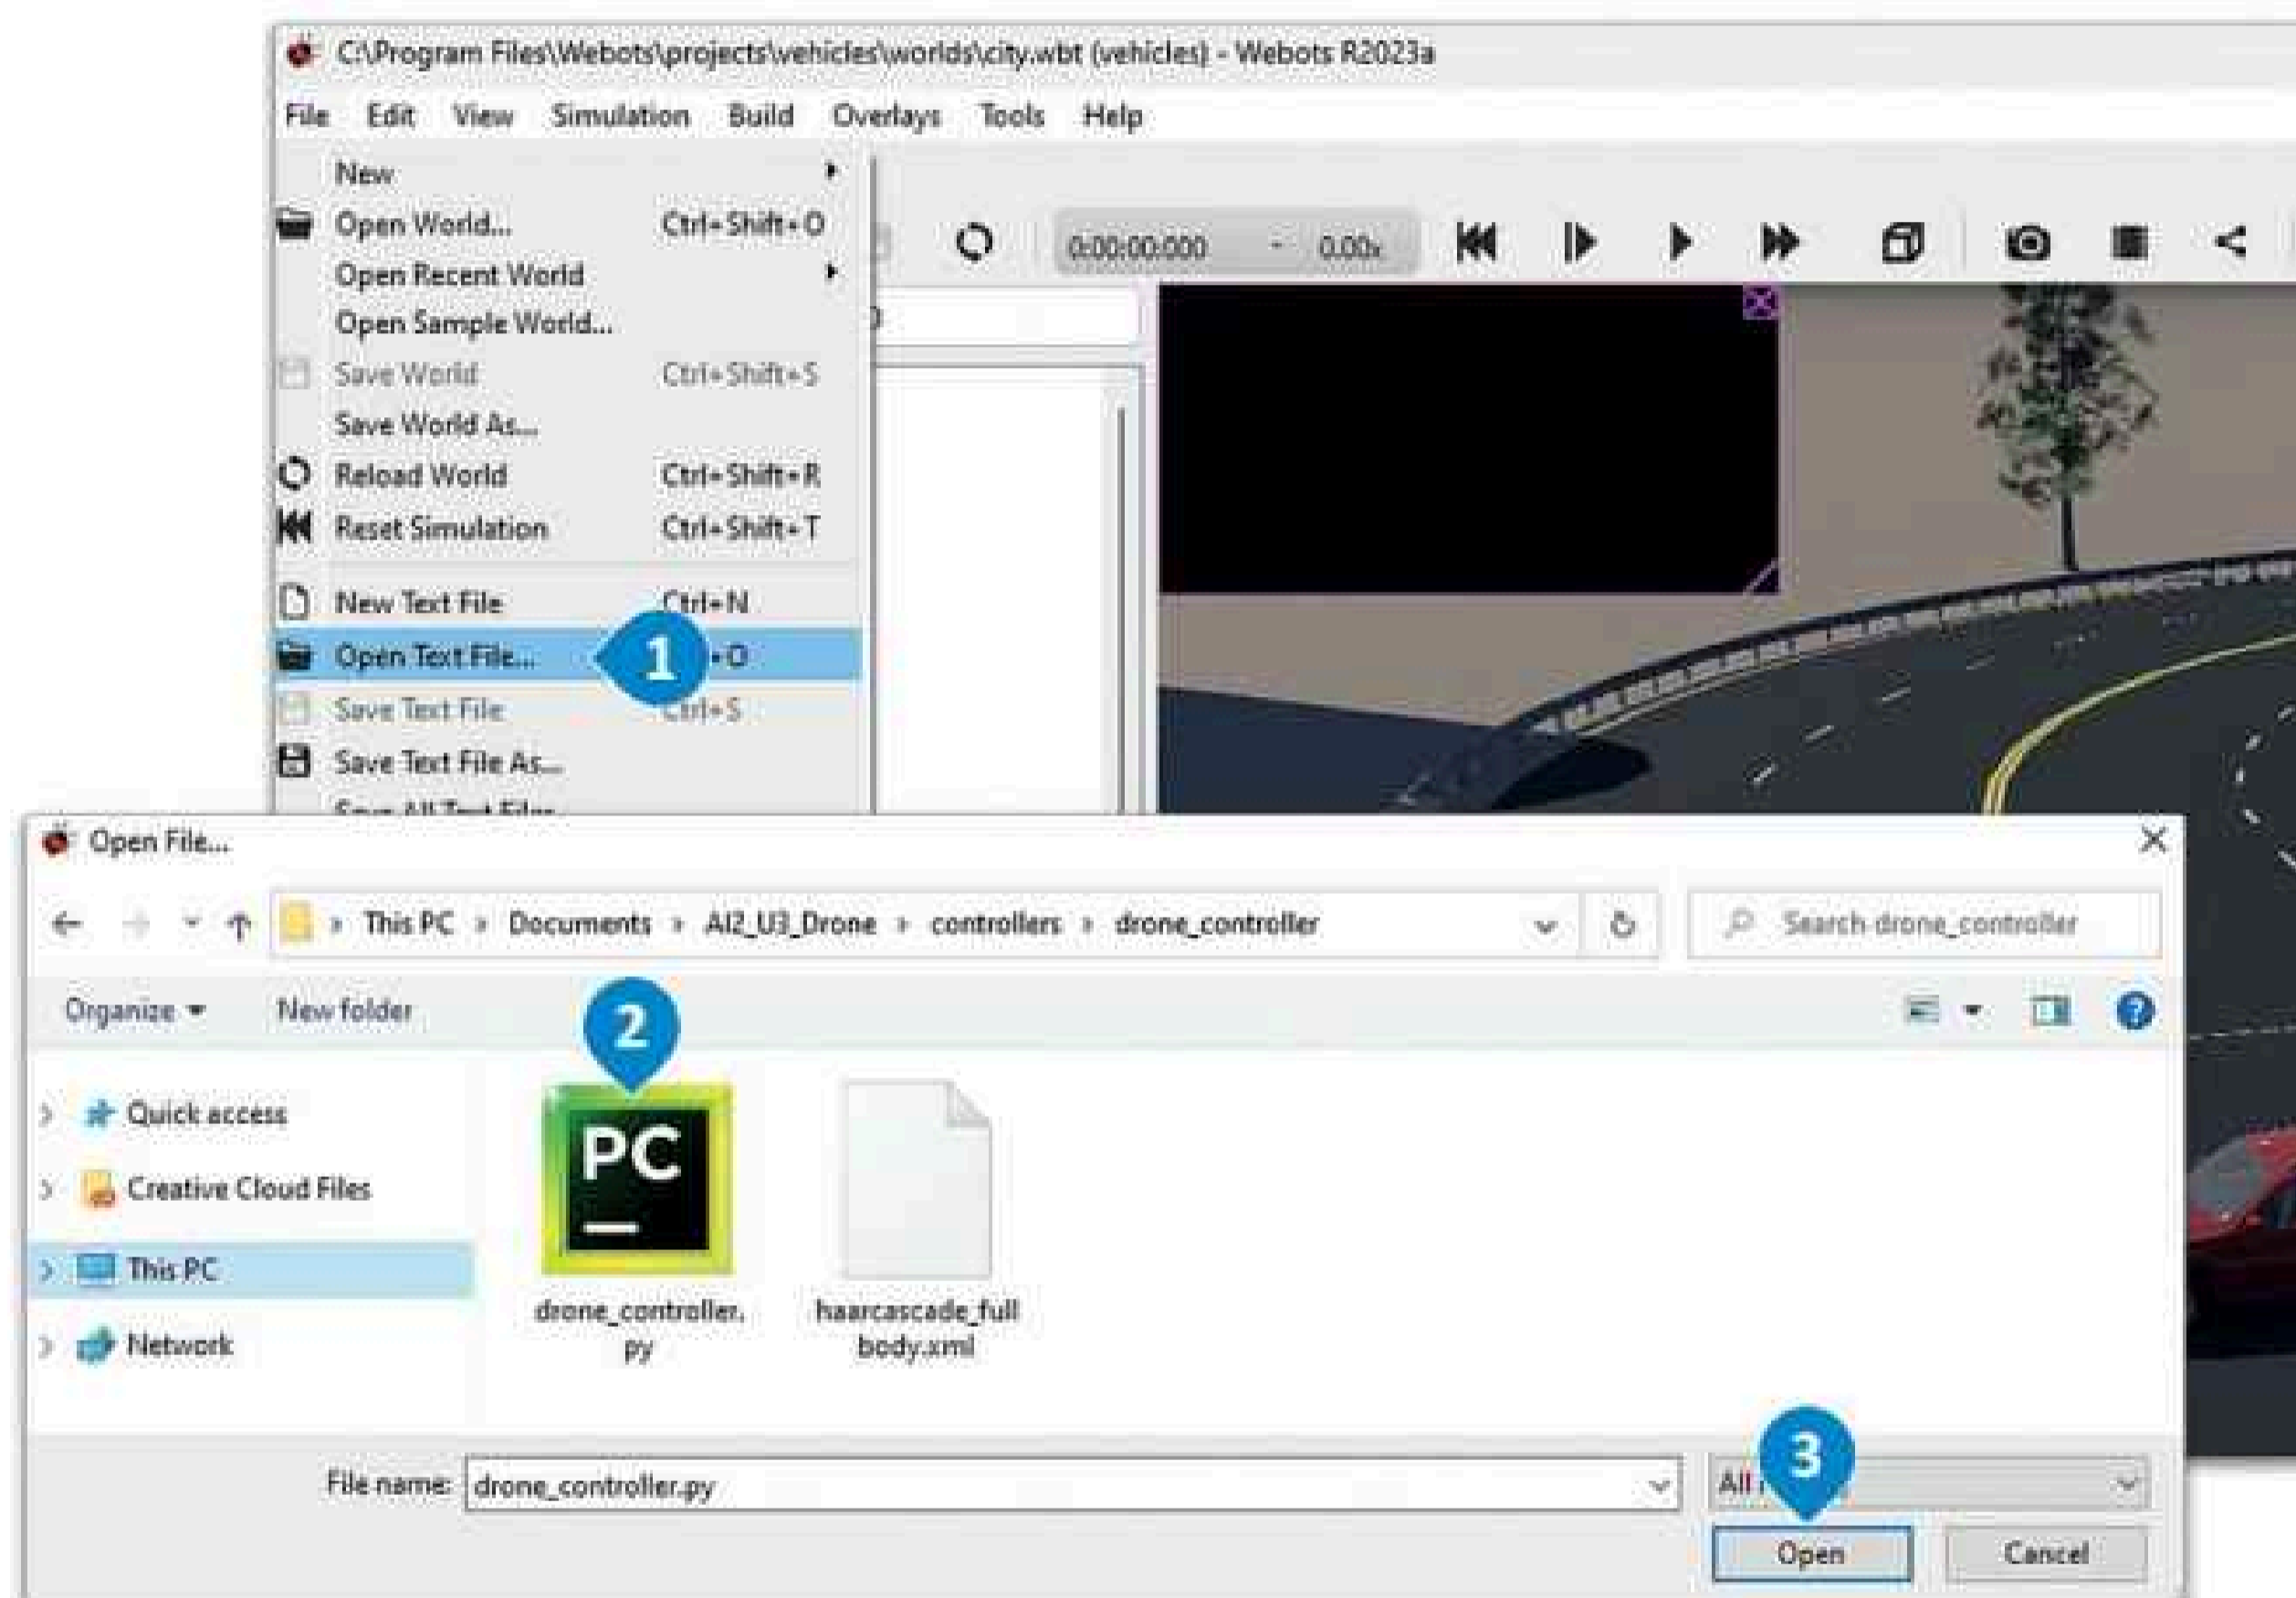 C:\Program Files\Webots\projects\vehicles\worlds\city.wbt (vehicles) - Webots R2023a
File Edit View Simulation Build Overlays Tools Help
New
Open World... Ctrl+Shift+O
0:00:00:000 - 0.00x
Open Recent World
Open Sample World...
Save World Ctrl+Shift+S
Save World As...
Reload World Ctrl+Shift+R
Reset Simulation Ctrl+Shift+T
New Text File Ctrl+N
Open Text File... 1 +O
Save Text File Ctrl+S
Save Text File As...
Save All Text Files
Open File...
This PC › Documents › AI2_U3_Drone › controllers › drone_controller
Search drone_controller
Organize New folder
2
Quick access
Creative Cloud Files
This PC
Network
PC
drone_controller.
py
haarcascade_full
body.xml
3
File name: drone_controller.py All
Open Cancel